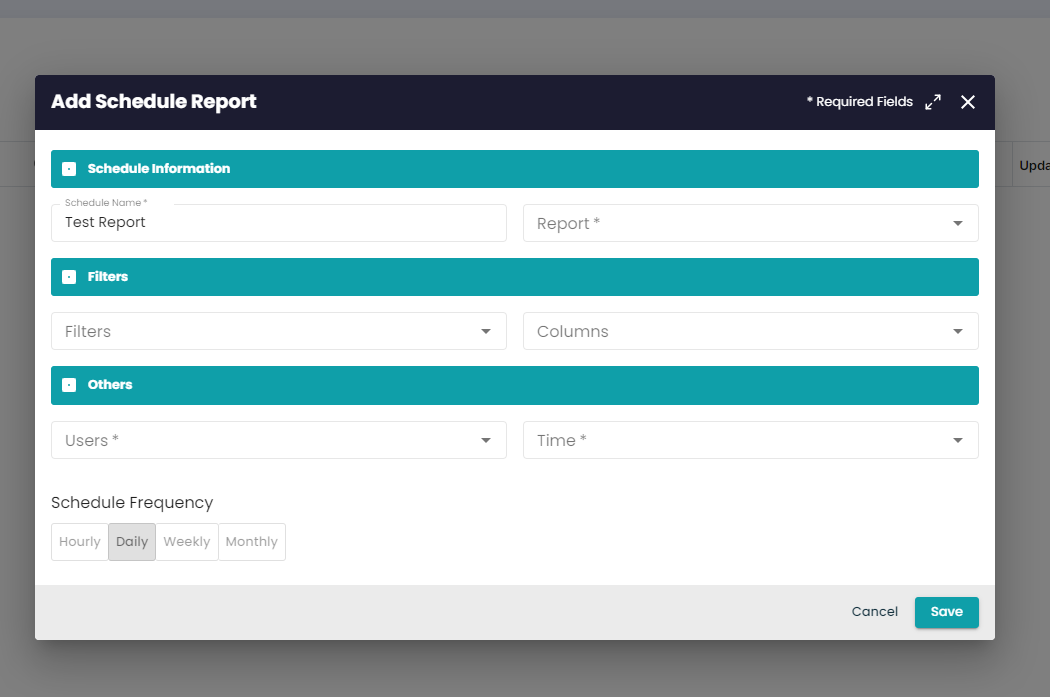 Add Schedule Report
* Required Fields
Upda
Schedule Information
Schedule Name *
Test Report
Report *
Filters
Filters
Columns
Others
Users *
Time *
Schedule Frequency
Hourly
Daily
Weekly
Monthly
Cancel
Save